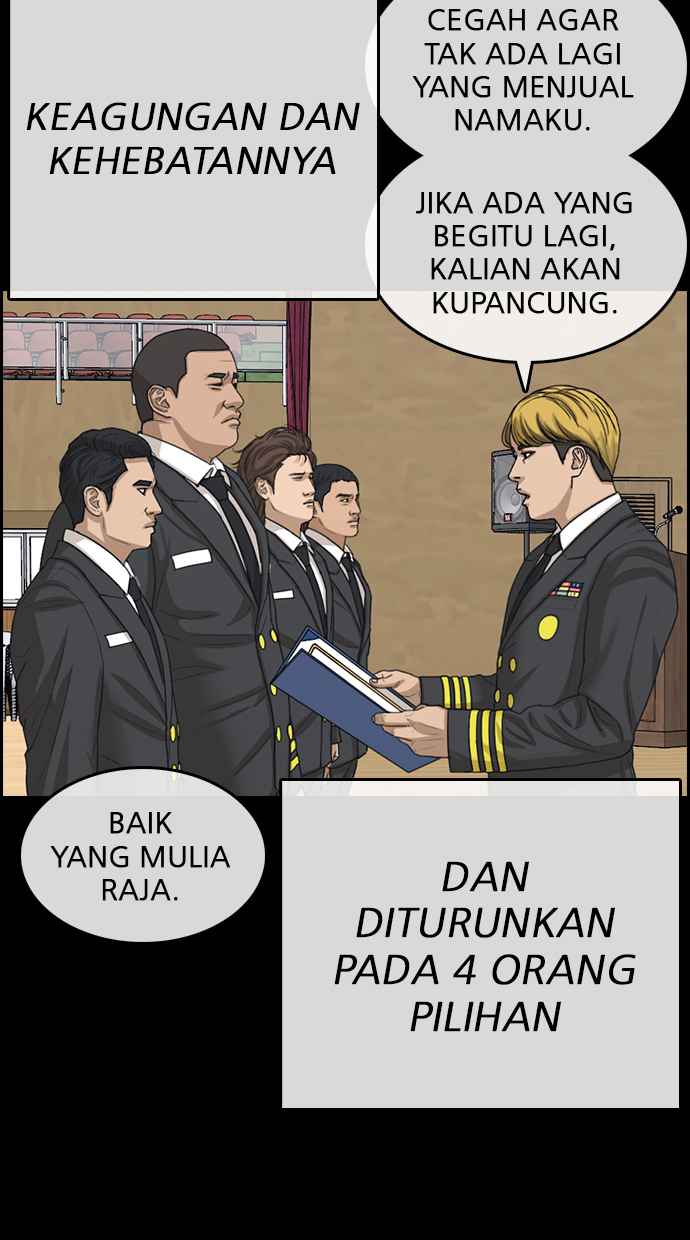 KEAGUNGAN DAN
KEHEBATANNYA
CEGAH AGAR
TAK ADA LAGI
YANG MENJUAL
NAMAKU.
JIKA ADA YANG
BEGITU LAGI,
KALIAN AKAN
KUPANCUNG.
BAIK
YANG MULIA
RAJA.
DAN
DITURUNKAN
PADA 4 ORANG
PILIHAN